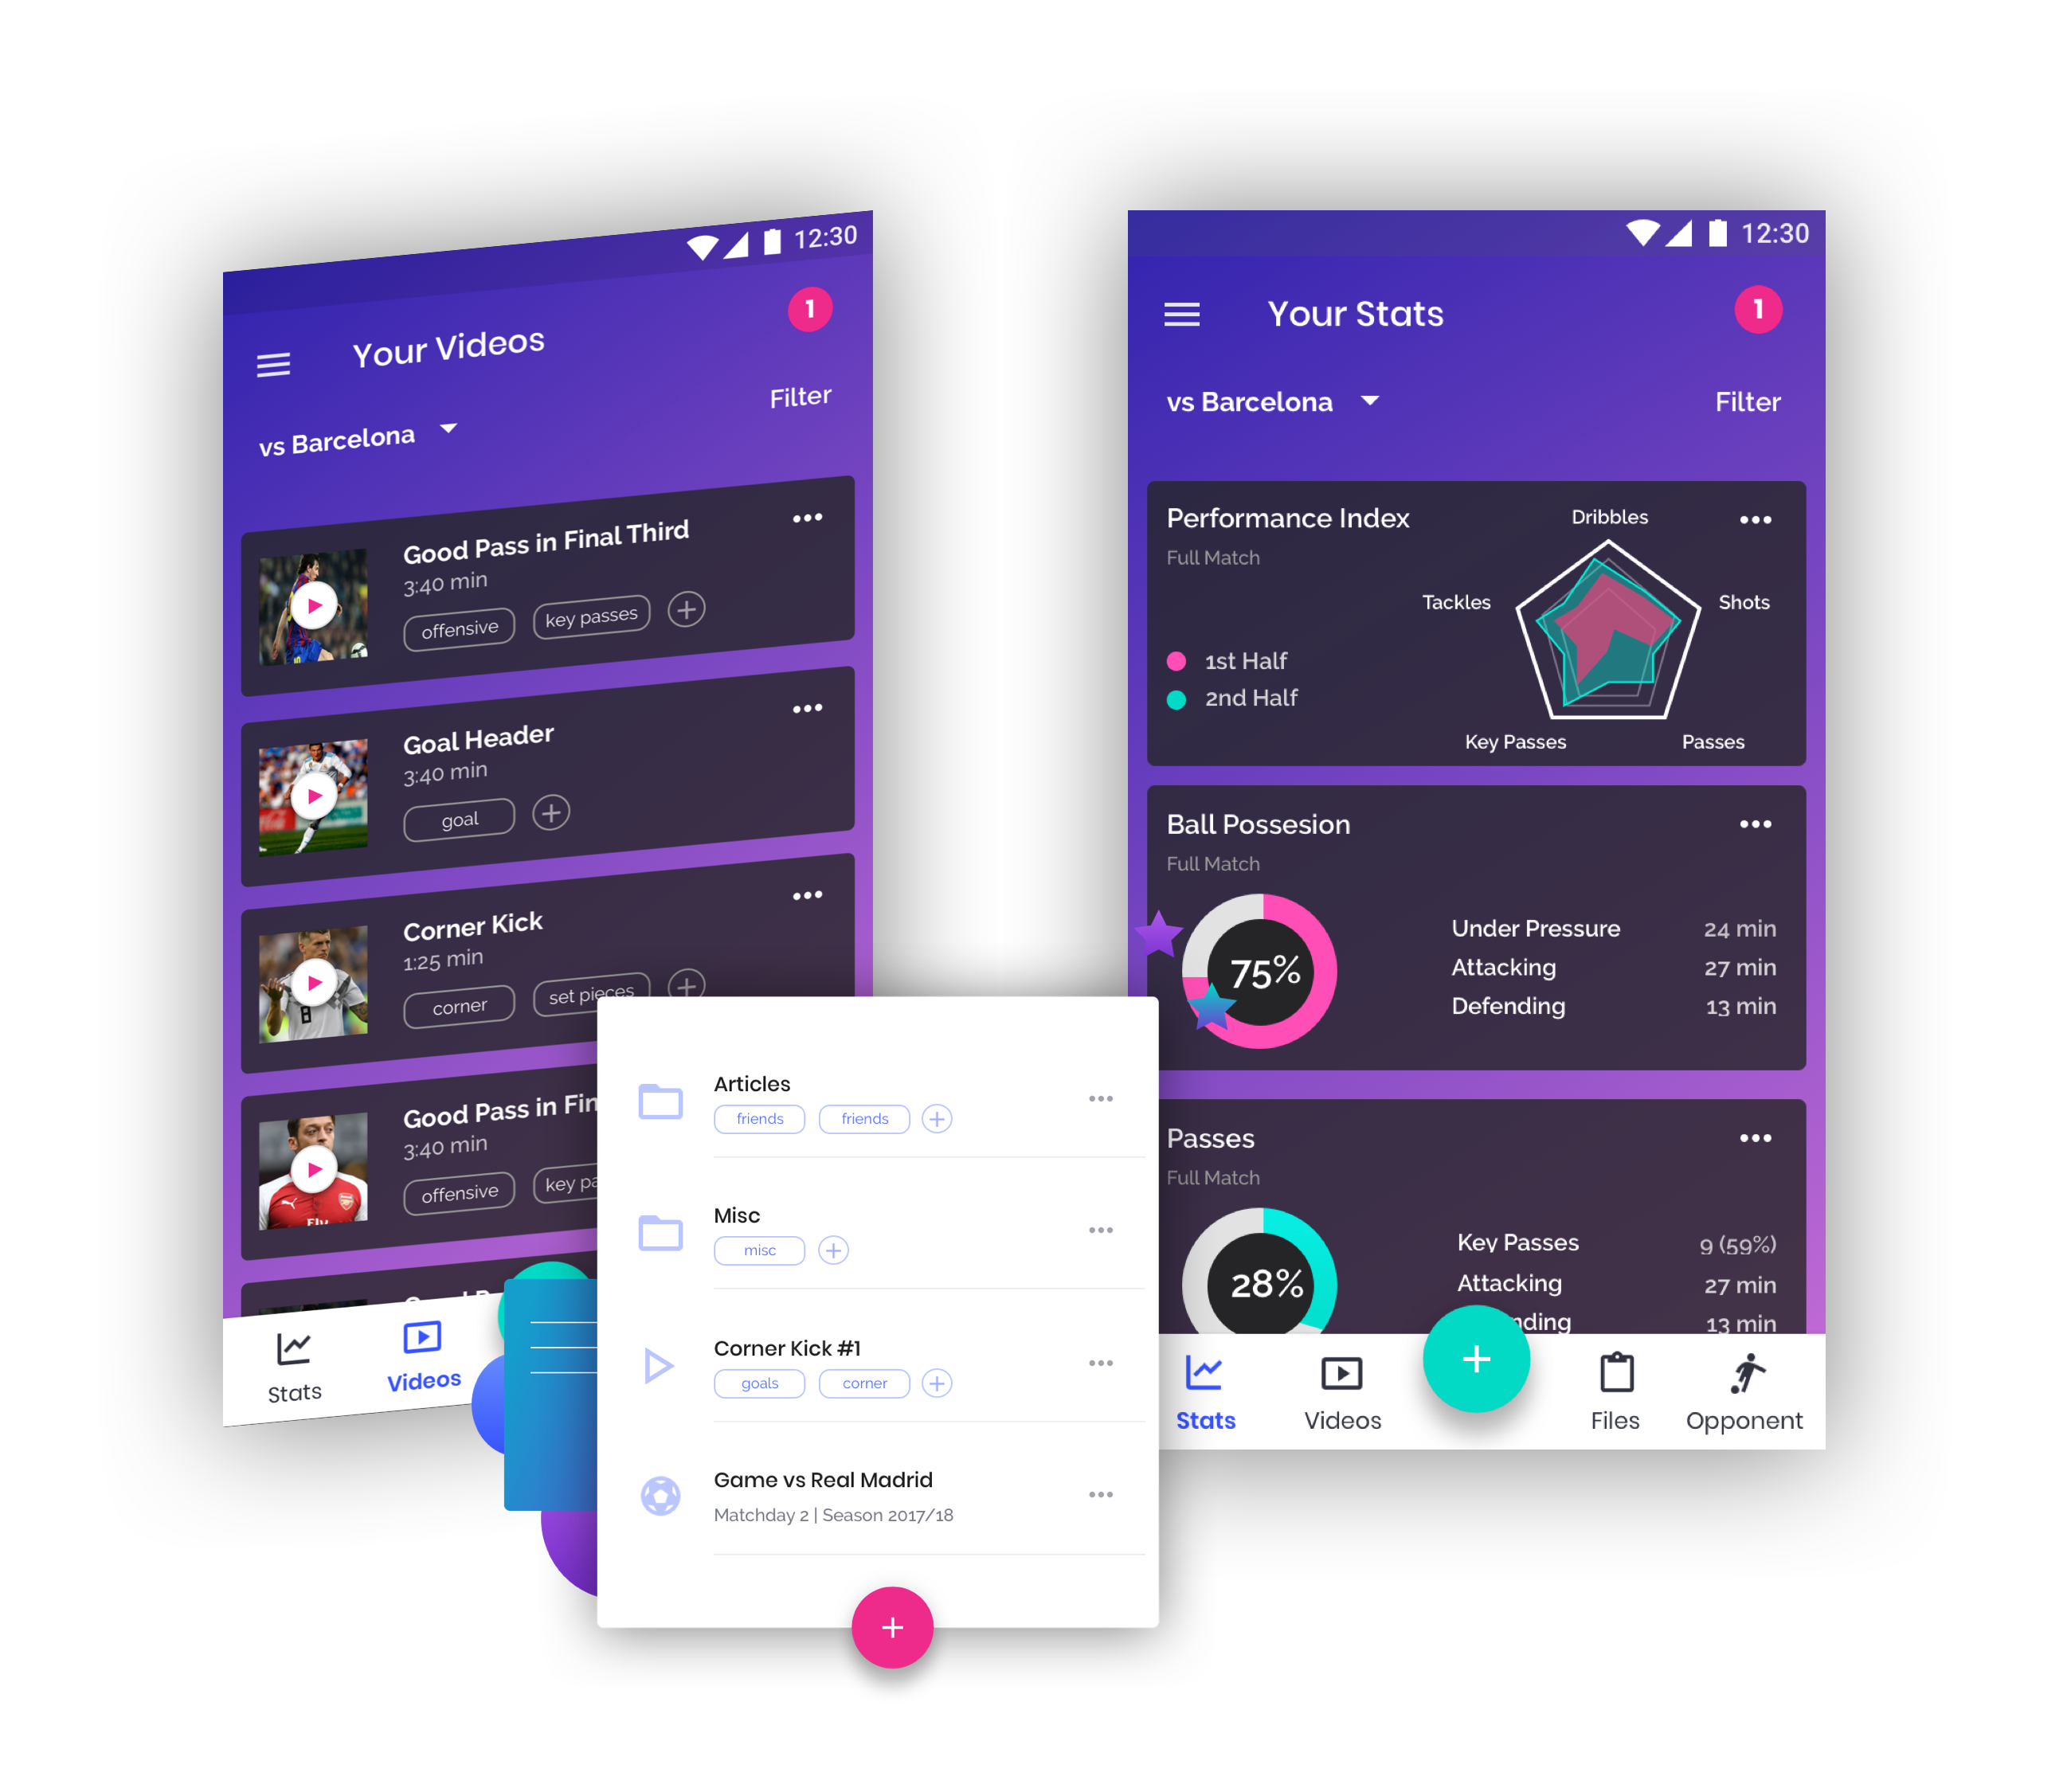 12:30
1
Your Videos
Filter
vs Barcelona
Good Pass in Final Third
3:40 min
offensive
key passes
Goal Header
3:40 min
goal
Corner Kick
1:25 min
8
corner
set pieces
Good Pass in Fin
3:40 min
offensive
key pa
Fly
Stats
Videos
Articles
friends
friends
Misc
misc
Corner Kick #1
goals
corner
Game vs Real Madrid
Matchday 2 | Season 2017/18
+
12:30
Your Stats
1
vs Barcelona
Filter
Performance Index
Full Match
Dribbles
Tackles
Shots
1st Half
2nd Half
Key Passes
Passes
Ball Possesion
Full Match
75%
Under Pressure 24 min
Attacking 27 min
Defending 13 min
Passes
Full Match
28%
Key Passes 9 (59%)
Attacking 27 min
nding 13 min
+
Stats
Videos
Files
Opponent